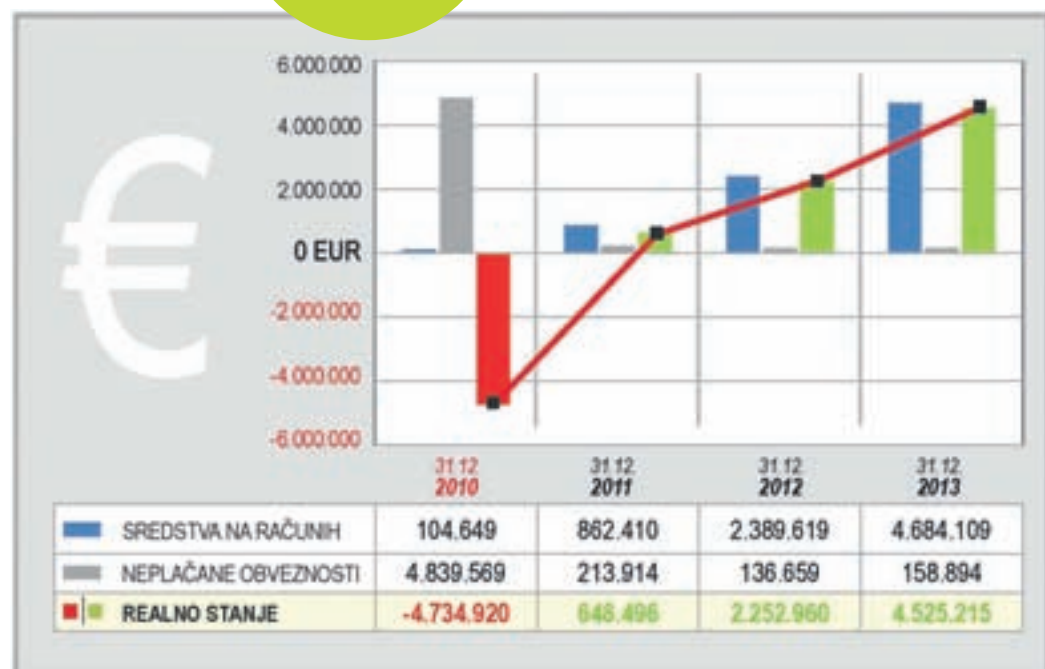 €
6.000.000
4.000.000
2.000.000
0 EUR
-2.000.000
-4.000.000
-6.000.000
31.12. 31.12. 31.12. 31.12.
2010 2011 2012 2013
SREDSTVA NA RAČUNIH 104.649 862.410 2.389.619 4.684.109
NEPLAČANE OBVEZNOSTI 4.839.569 213.914 136.659 158.894
REALNO STANJE -4.734.920 648.496 2.252.960 4.525.215